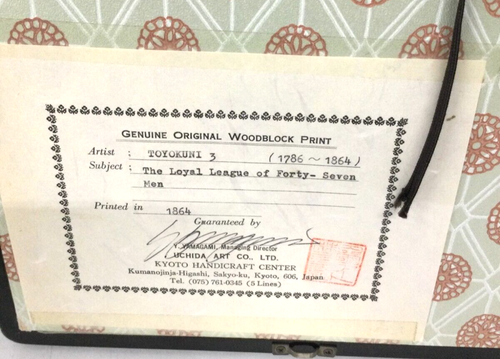 GENUINE ORIGINAL WOODBLOCK PRINT
Artist : TOYOKUNI 3 (1786 ~ 1864)
Subject : The Loyal League of Forty- Seven
Men
Printed in 1864
Guaranteed by
Y. YAMAGAMI, Managing Director
UCHIDA ART CO., LTD.
KYOTO HANDICRAFT CENTER
Kumanojinja-Higashi, Sakyo-ku, Kyoto, 606, Japan
Tel. (075) 761-0345 (5 Lines)